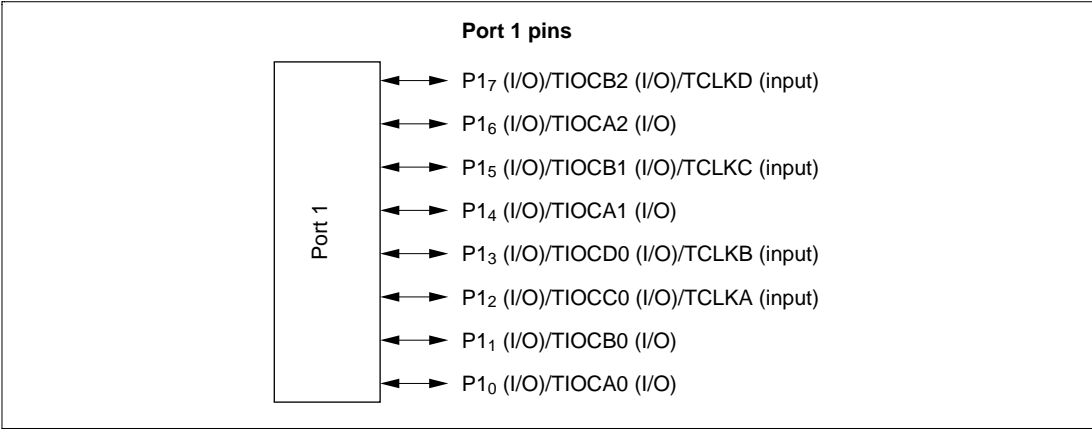 Port 1 pins
P1₇ (I/O)/TIOCB2 (I/O)/TCLKD (input)
P1₆ (I/O)/TIOCA2 (I/O)
P1₅ (I/O)/TIOCB1 (I/O)/TCLKC (input)
P1₄ (I/O)/TIOCA1 (I/O)
Port 1
P1₃ (I/O)/TIOCD0 (I/O)/TCLKB (input)
P1₂ (I/O)/TIOCC0 (I/O)/TCLKA (input)
P1₁ (I/O)/TIOCB0 (I/O)
P1₀ (I/O)/TIOCA0 (I/O)